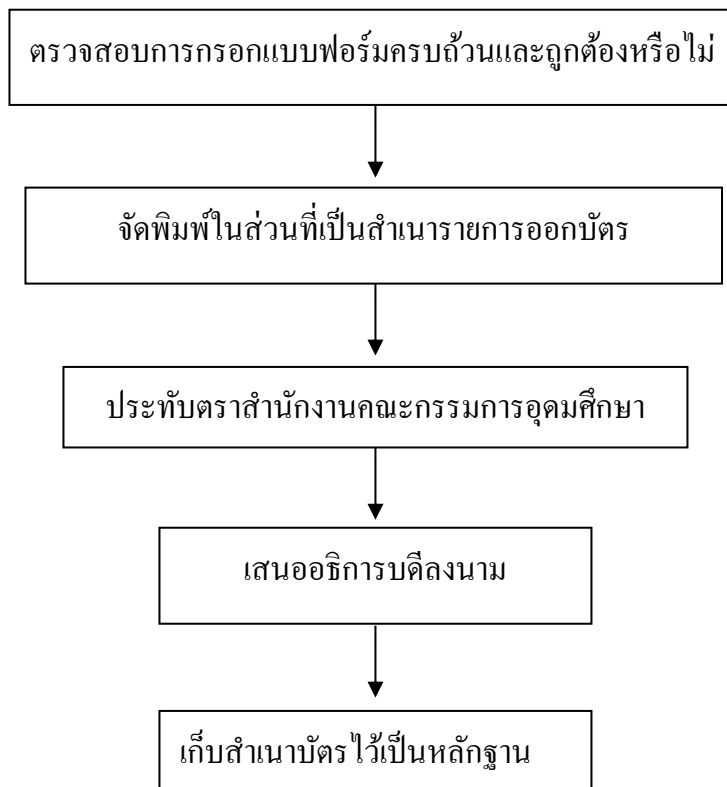 ตรวจสอบการกรอกแบบฟอร์มครบถ้วนและถูกต้องหรือไม่
จัดพิมพ์ในส่วนที่เป็นสำเนารายการออกบัตร
ประทับตราสำนักงานคณะกรรมการอุดมศึกษา
เสนออธิการบดีลงนาม
เก็บสำเนาบัตรไว้เป็นหลักฐาน